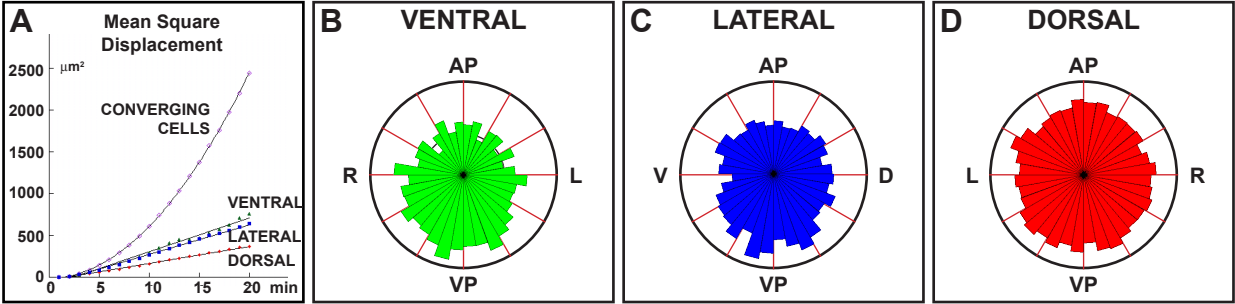 A
Mean Square
Displacement
μm²
2500
2000
1500
1000
500
0
CONVERGING
CELLS
VENTRAL
LATERAL
DORSAL
0 5 10 15 20 min
B
VENTRAL
AP
R
L
VP
C
LATERAL
AP
V
D
VP
D
DORSAL
AP
L
R
VP